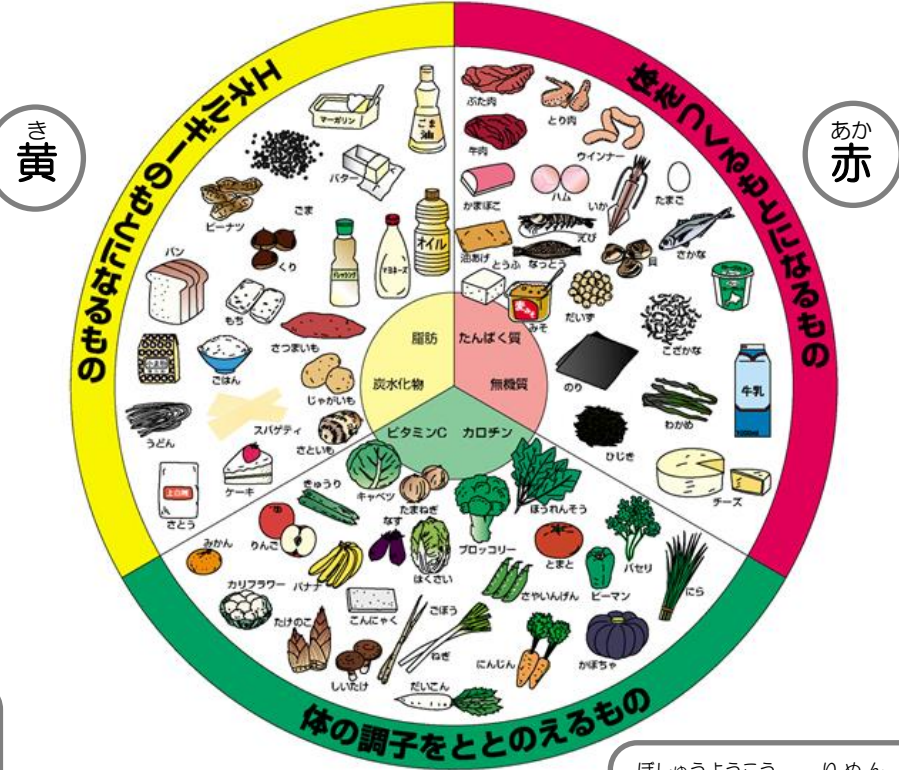 き
黄
あか
赤
エネルギーのもとになるもの
体をつくるもとになるもの
体の調子をととのえるもの
マーガリン
ごま油
バター
ごま
ピーナツ
くり
ドレッシング
マヨネーズ
オイル
パン
もち
さつまいも
小麦粉
ごはん
じゃがいも
うどん
スパゲティ
さといも
上白糖
さとう
ケーキ
脂肪
炭水化物
ぶた肉
とり肉
牛肉
ウインナー
かまぼこ
ハム
いか
たまご
油あげ
えび
とうふ
なっとう
貝
さかな
みそ
だいず
こざかな
のり
わかめ
牛乳
1000ml
ひじき
チーズ
たんぱく質
無機質
ビタミンC
カロチン
きゅうり
キャベツ
たまねぎ
ほうれんそう
みかん
りんご
なす
はくさい
ブロッコリー
とまと
パセリ
カリフラワー
バナナ
さやいんげん
ピーマン
にら
こんにゃく
ごぼう
たけのこ
ねぎ
にんじん
かぼちゃ
しいたけ
だいこん